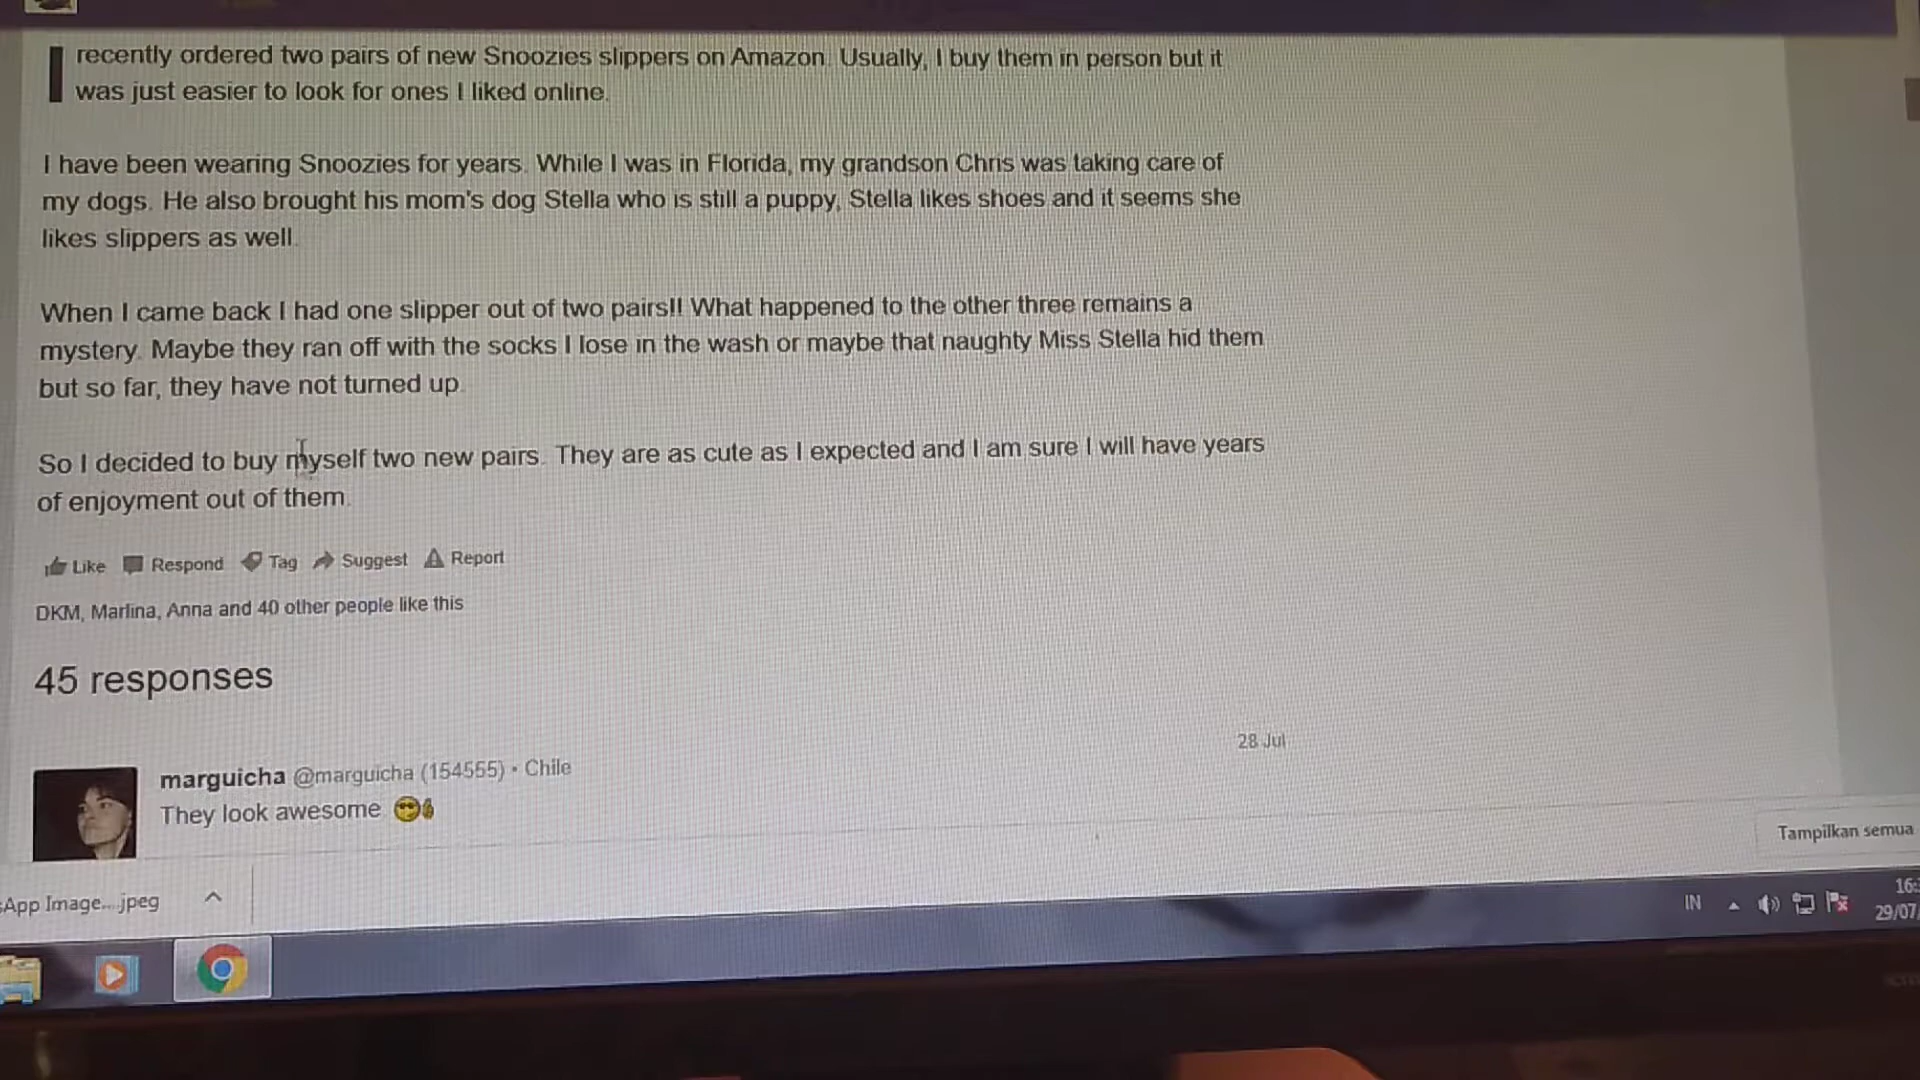 I recently ordered two pairs of new Snoozies slippers on Amazon. Usually, I buy them in person but it
was just easier to look for ones I liked online.
I have been wearing Snoozies for years. While I was in Florida, my grandson Chris was taking care of
my dogs. He also brought his mom's dog Stella who is still a puppy, Stella likes shoes and it seems she
likes slippers as well.
When I came back I had one slipper out of two pairs!! What happened to the other three remains a
mystery. Maybe they ran off with the socks I lose in the wash or maybe that naughty Miss Stella hid them
but so far, they have not turned up.
So I decided to buy myself two new pairs. They are as cute as I expected and I am sure I will have years
of enjoyment out of them.
Like Respond Tag Suggest Report
DKM, Marlina, Anna and 40 other people like this
45 responses
28 Jul
marguicha @marguicha (154555) • Chile
They look awesome
Tampilkan semua
App Image....jpeg
IN
16:
29/07